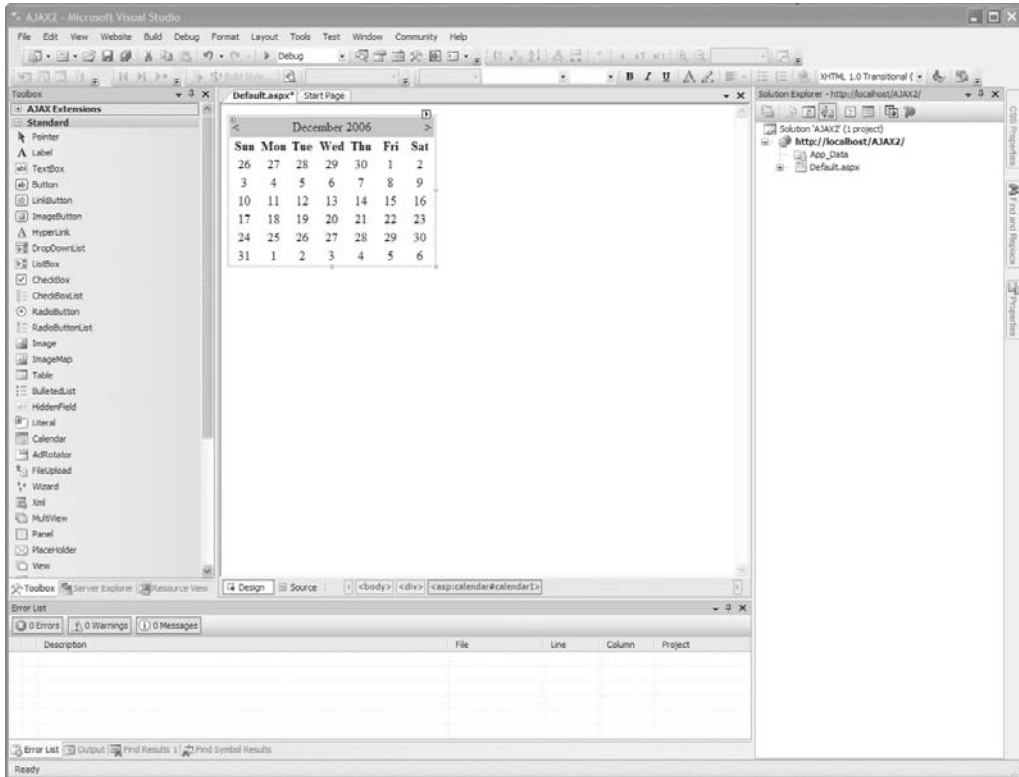 AJAX2 - Microsoft Visual Studio
File Edit View Website Build Debug Format Layout Tools Test Window Community Help
Debug
B I U XHTML 1.0 Transitional (
Toolbox
AJAX Extensions
Standard
Pointer
A Label
abl TextBox
ab Button
LinkButton
ImageButton
A HyperLink
DropDownList
ListBox
CheckBox
CheckBoxList
RadioButton
RadioButtonList
Image
ImageMap
Table
BulletedList
HiddenField
Literal
Calendar
AdRotator
FileUpload
Wizard
Xml
MultiView
Panel
PlaceHolder
View
Toolbox Server Explorer Resource View
Default.aspx* Start Page
< December 2006 >
Sun Mon Tue Wed Thu Fri Sat
26 27 28 29 30 1 2
3 4 5 6 7 8 9
10 11 12 13 14 15 16
17 18 19 20 21 22 23
24 25 26 27 28 29 30
31 1 2 3 4 5 6
Design Source <body> <div> <asp:calendar#calendar1>
Solution Explorer - http://localhost/AJAX2/
Solution 'AJAX2' (1 project)
http://localhost/AJAX2/
App_Data
Default.aspx
CSS Properties
Find and Replace
Properties
Error List
0 Errors 0 Warnings 0 Messages
Description File Line Column Project
Error List Output Find Results 1 Find Symbol Results
Ready